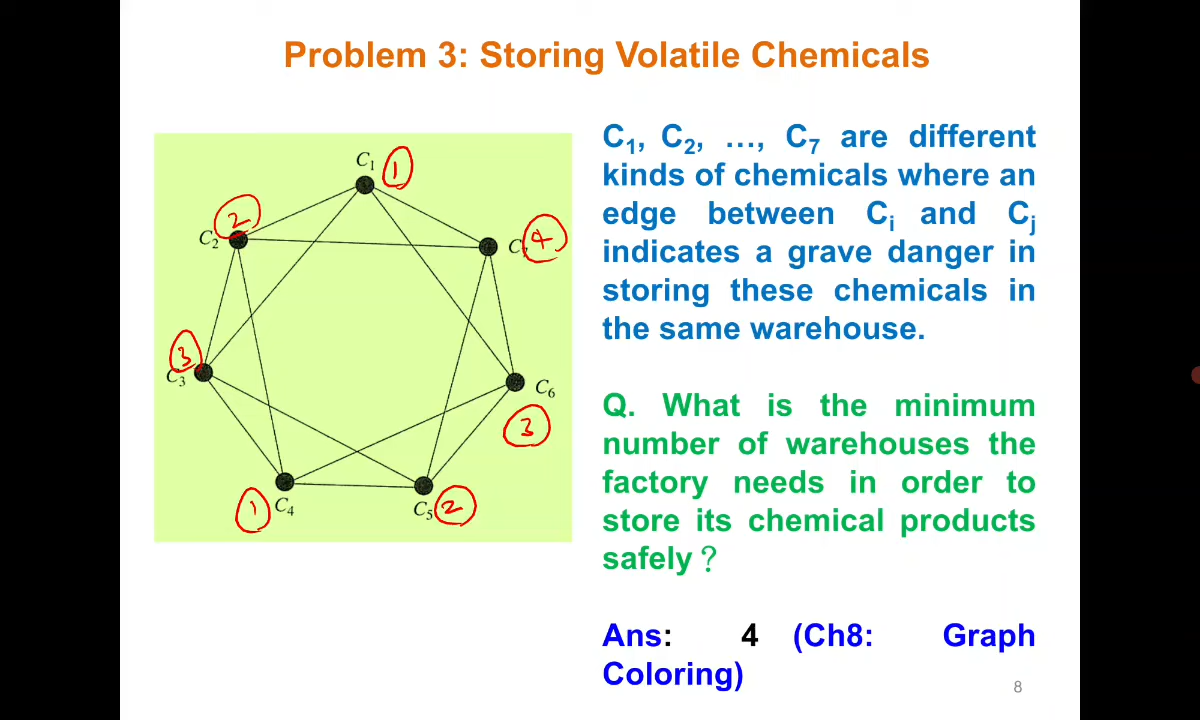 Problem 3: Storing Volatile Chemicals
C₁ ①
② C₂
C ④
③ C₃
C₆
③
① C₄
C₅ ②
C₁, C₂, …, C₇ are different
kinds of chemicals where an
edge between Cᵢ and Cⱼ
indicates a grave danger in
storing these chemicals in
the same warehouse.
Q. What is the minimum
number of warehouses the
factory needs in order to
store its chemical products
safely？
Ans: 4 (Ch8: Graph
Coloring)
8